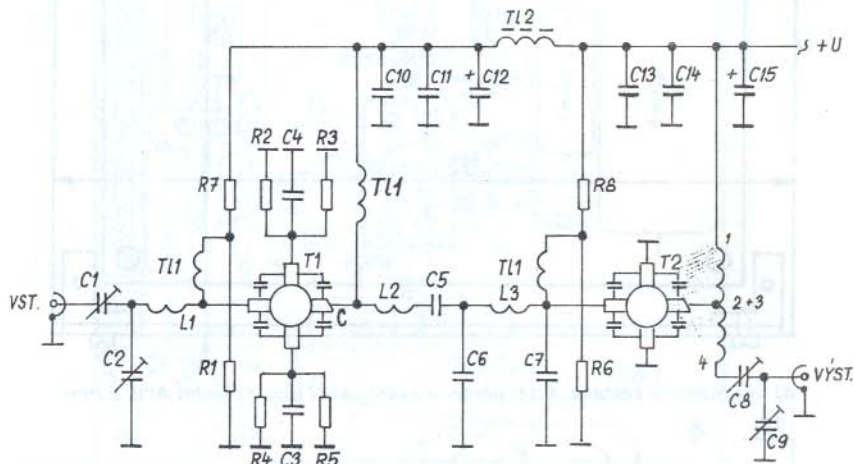 Tl2
+U
C10
C11
+
C12
C13
C14
+
C15
R2
C4
R3
R7
Tl1
R8
Tl1
T1
Tl1
T2
1
VST.
C1
L1
C
L2
C5
L3
2+3
C2
R1
C6
C7
R6
4
C8
VÝST.
C9
R4
C3
R5